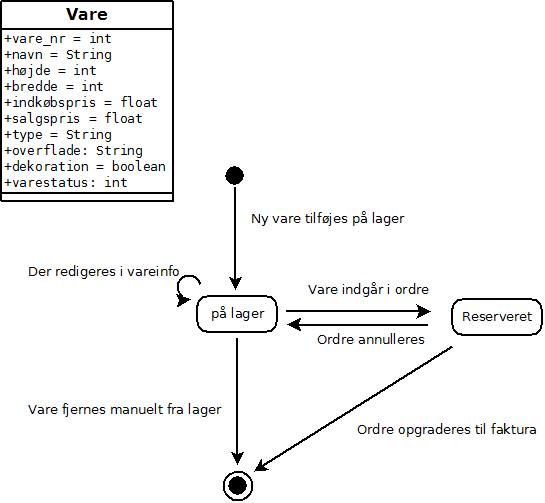 Vare
+vare_nr = int
+navn = String
+højde = int
+bredde = int
+indkøbspris = float
+salgspris = float
+type = String
+overflade: String
+dekoration = boolean
+varestatus: int
Ny vare tilføjes på lager
Der redigeres i vareinfo
Vare indgår i ordre
på lager
Reserveret
Ordre annulleres
Vare fjernes manuelt fra lager
Ordre opgraderes til faktura